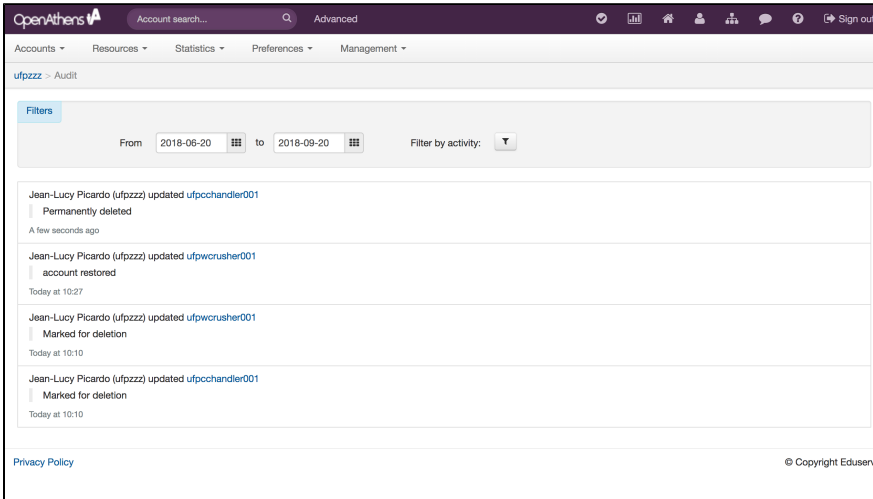 OpenAthens Account search... Advanced Sign out
Accounts Resources Statistics Preferences Management
ufpzzz > Audit
Filters
From 2018-06-20 to 2018-09-20 Filter by activity:
Jean-Lucy Picardo (ufpzzz) updated ufpcchandler001
Permanently deleted
A few seconds ago
Jean-Lucy Picardo (ufpzzz) updated ufpwcrusher001
account restored
Today at 10:27
Jean-Lucy Picardo (ufpzzz) updated ufpwcrusher001
Marked for deletion
Today at 10:10
Jean-Lucy Picardo (ufpzzz) updated ufpcchandler001
Marked for deletion
Today at 10:10
Privacy Policy © Copyright Eduserv